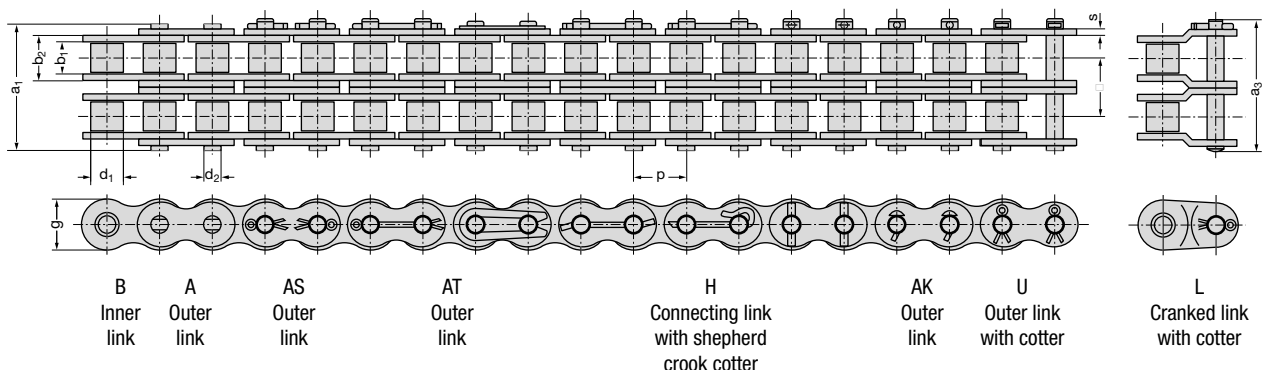 a1
b2
b1
s
a3
d1
d2
p
g
B
Inner
link
A
Outer
link
AS
Outer
link
AT
Outer
link
H
Connecting link
with shepherd
crook cotter
AK
Outer
link
U
Outer link
with cotter
L
Cranked link
with cotter